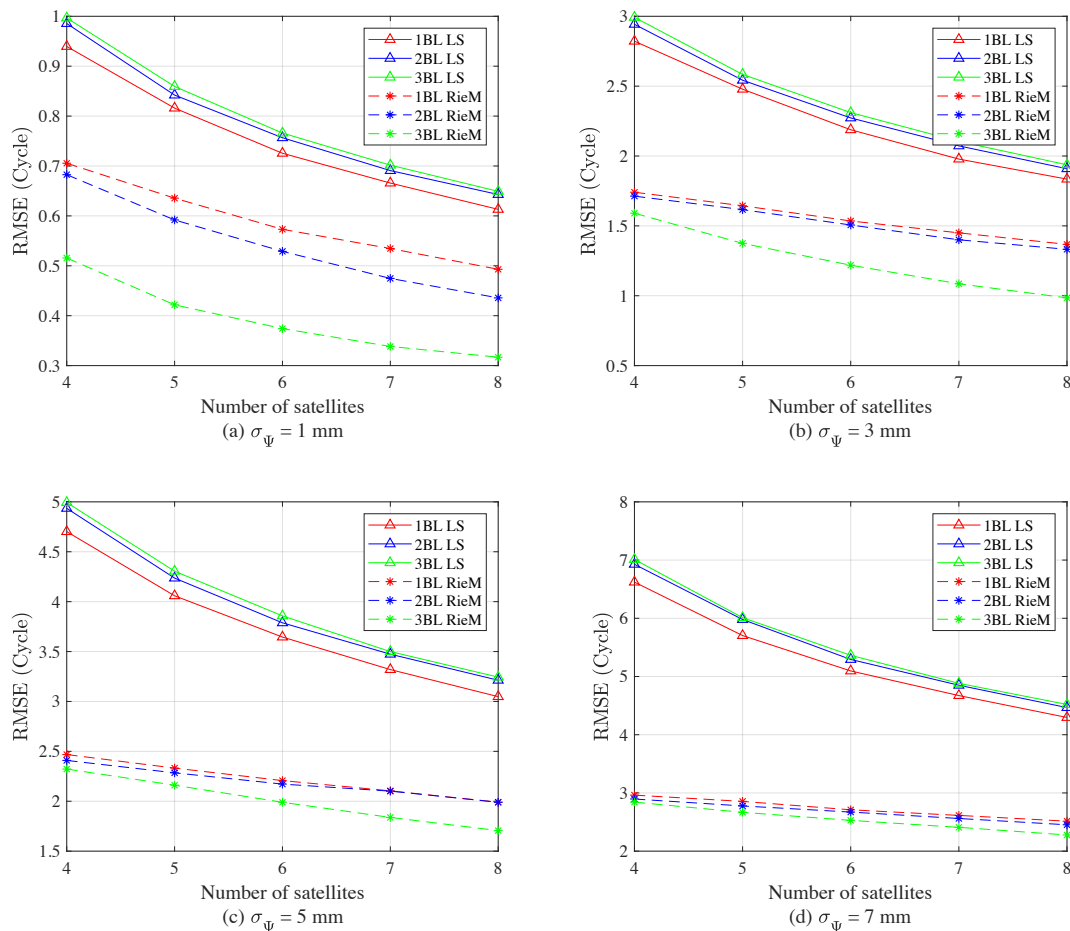 1
0.9
0.8
0.7
0.6
0.5
0.4
0.3
RMSE (Cycle)
4 5 6 7 8
Number of satellites
(a) σ_Ψ = 1 mm
1BL LS
2BL LS
3BL LS
1BL RieM
2BL RieM
3BL RieM
3
2.5
2
1.5
1
0.5
RMSE (Cycle)
4 5 6 7 8
Number of satellites
(b) σ_Ψ = 3 mm
1BL LS
2BL LS
3BL LS
1BL RieM
2BL RieM
3BL RieM
5
4.5
4
3.5
3
2.5
2
1.5
RMSE (Cycle)
4 5 6 7 8
Number of satellites
(c) σ_Ψ = 5 mm
1BL LS
2BL LS
3BL LS
1BL RieM
2BL RieM
3BL RieM
8
7
6
5
4
3
2
RMSE (Cycle)
4 5 6 7 8
Number of satellites
(d) σ_Ψ = 7 mm
1BL LS
2BL LS
3BL LS
1BL RieM
2BL RieM
3BL RieM